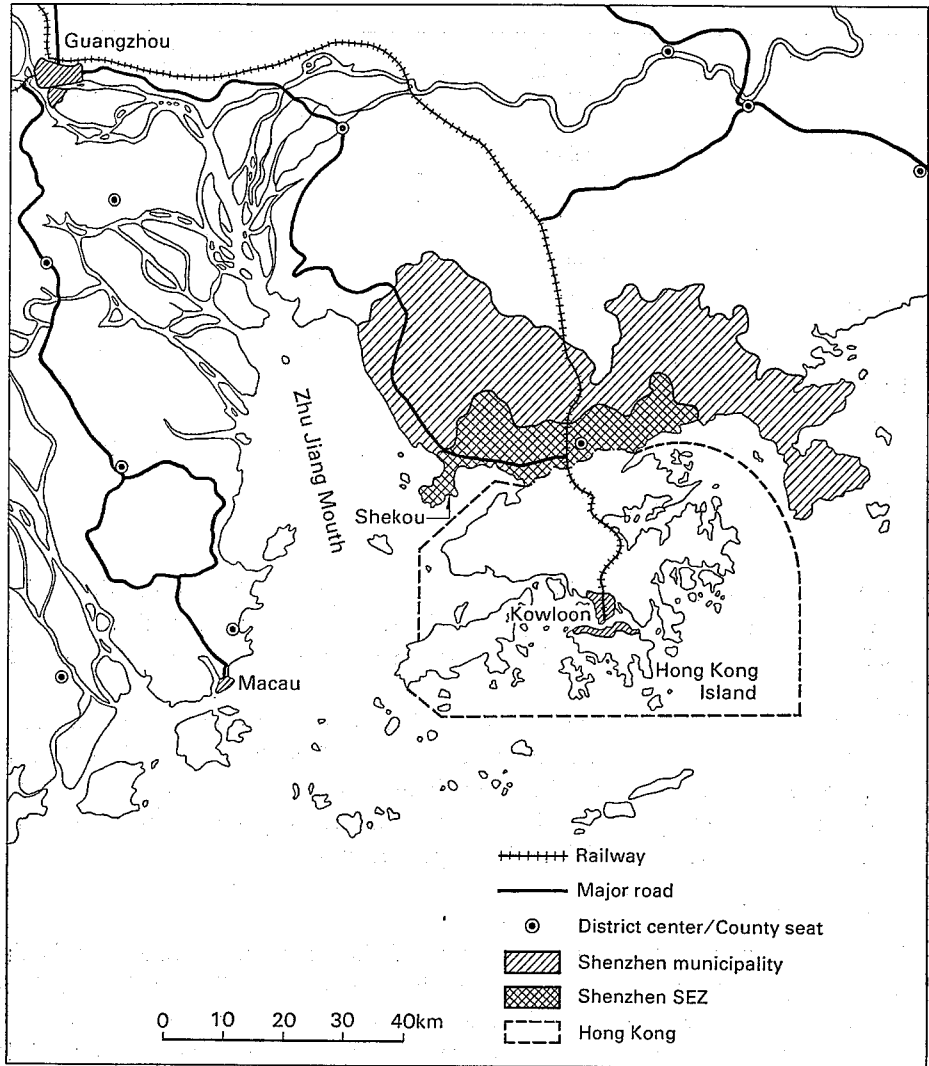 Guangzhou
Zhu Jiang Mouth
Shekou
Kowloon
Hong Kong
Island
Macau
Railway
Major road
District center/County seat
Shenzhen municipality
Shenzhen SEZ
Hong Kong
0 10 20 30 40km